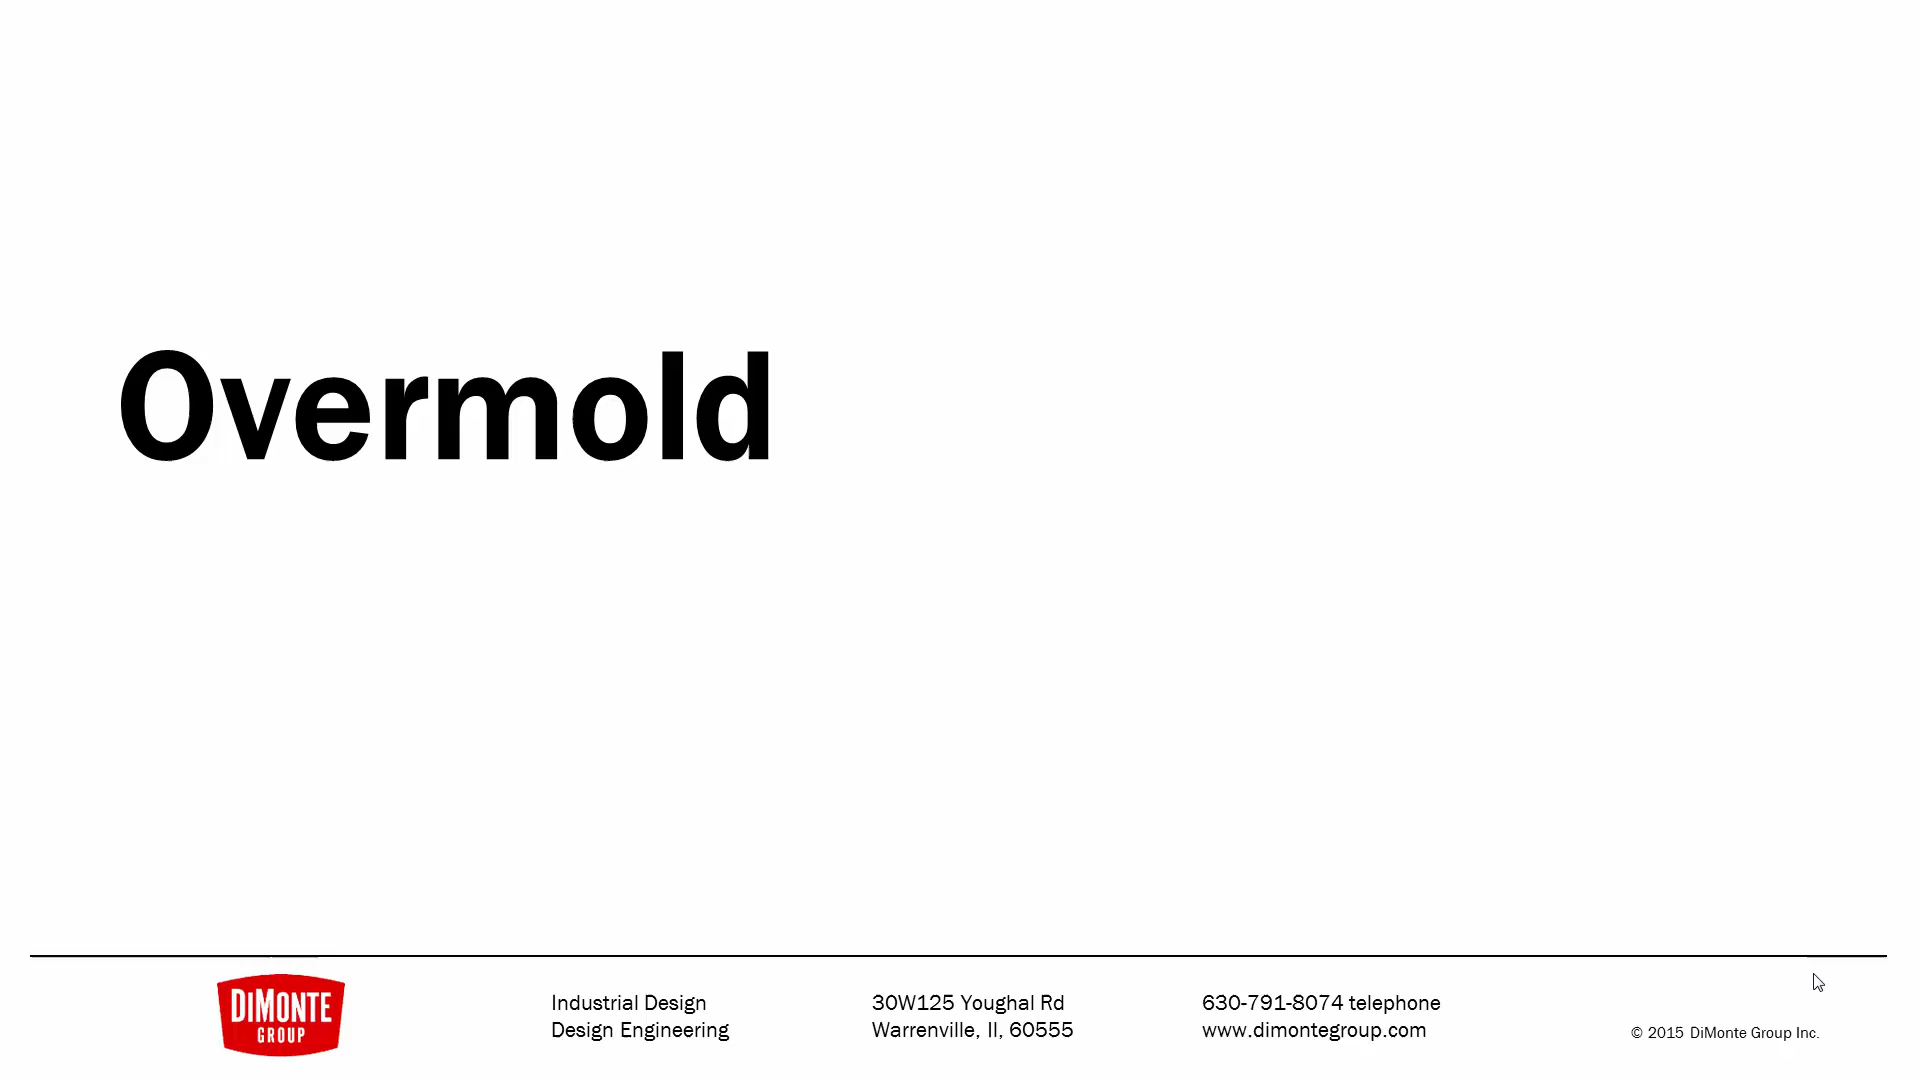 Overmold
DIMONTE
GROUP
Industrial Design
Design Engineering
30W125 Youghal Rd
Warrenville, Il, 60555
630-791-8074 telephone
www.dimontegroup.com
© 2015 DiMonte Group Inc.